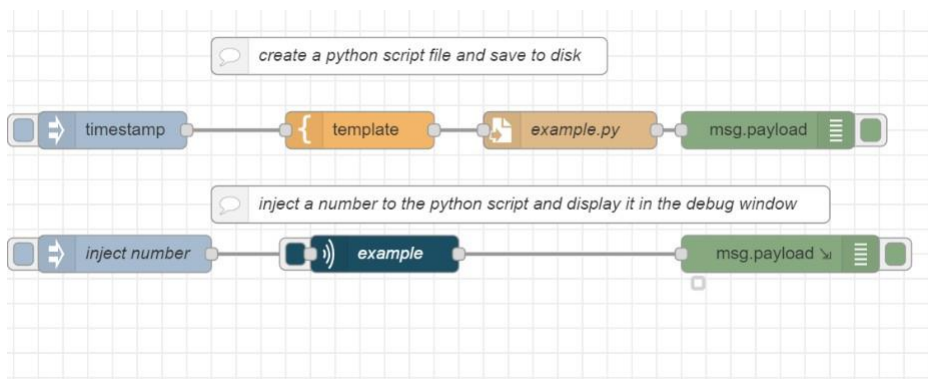 create a python script file and save to disk
timestamp
template
example.py
msg.payload
inject a number to the python script and display it in the debug window
inject number
example
msg.payload